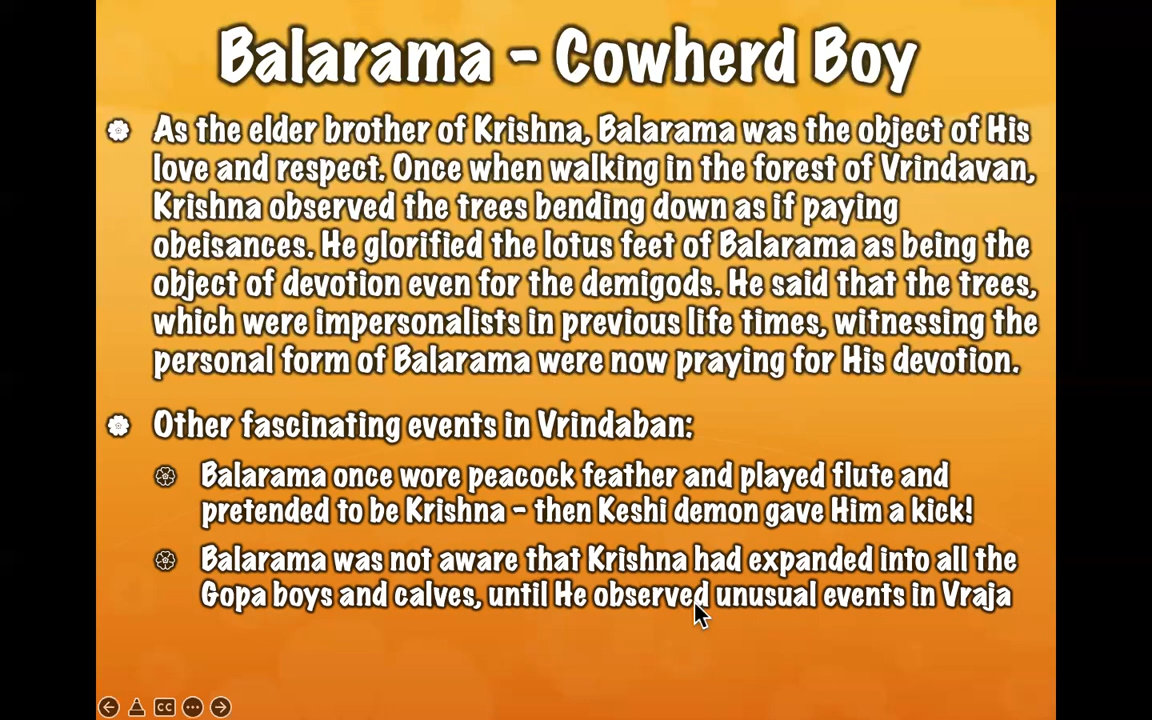 Balarama - Cowherd Boy
As the elder brother of Krishna, Balarama was the object of His
love and respect. Once when walking in the forest of Vrindavan,
Krishna observed the trees bending down as if paying
obeisances. He glorified the lotus feet of Balarama as being the
object of devotion even for the demigods. He said that the trees,
which were impersonalists in previous life times, witnessing the
personal form of Balarama were now praying for His devotion.
Other fascinating events in Vrindaban:
Balarama once wore peacock feather and played flute and
pretended to be Krishna - then Keshi demon gave Him a kick!
Balarama was not aware that Krishna had expanded into all the
Gopa boys and calves, until He observed unusual events in Vraja
CC